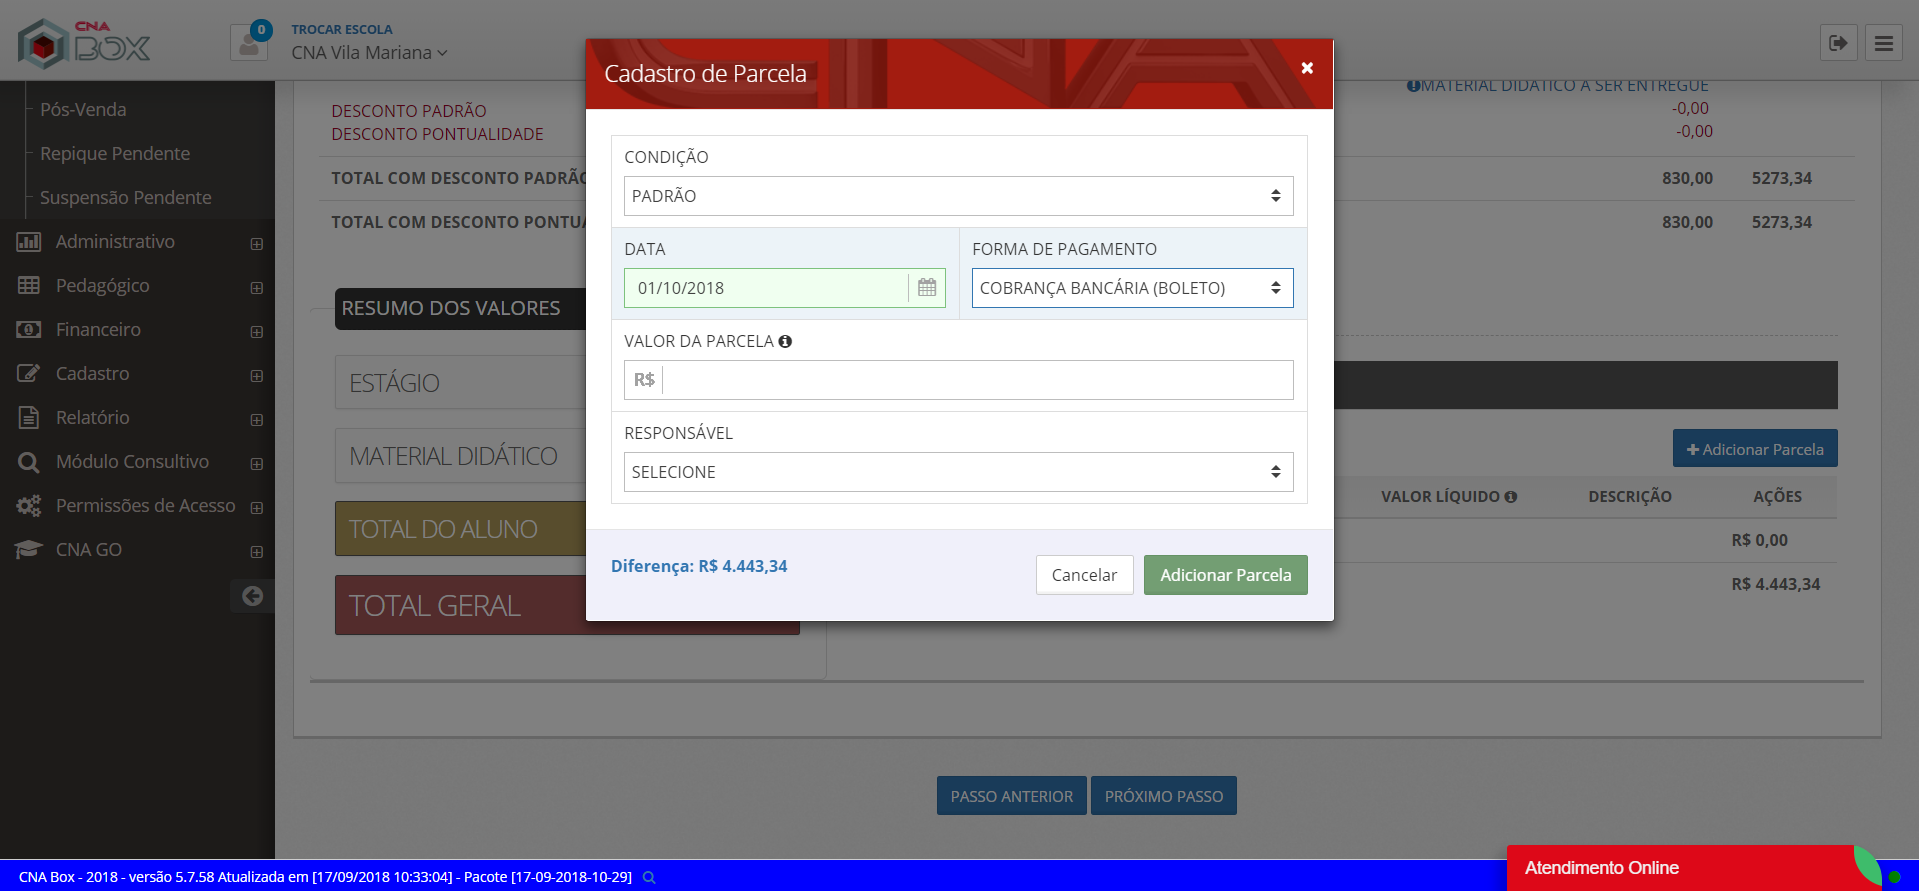 CNA
BOX
0
TROCAR ESCOLA
CNA Vila Mariana
Pós-Venda
Repique Pendente
Suspensão Pendente
Administrativo
Pedagógico
Financeiro
Cadastro
Relatório
Módulo Consultivo
Permissões de Acesso
CNA GO
MATERIAL DIDÁTICO A SER ENTREGUE
DESCONTO PADRÃO
-0,00
DESCONTO PONTUALIDADE
-0,00
TOTAL COM DESCONTO PADRÃO
830,00 5273,34
TOTAL COM DESCONTO
830,00 5273,34
RESUMO DOS VALORES
ESTÁGIO
MATERIAL DIDÁTICO
TOTAL DO ALUNO
TOTAL GERAL
Adicionar Parcela
VALOR LÍQUIDO DESCRIÇÃO AÇÕES
R$ 0,00
R$ 4.443,34
Cadastro de Parcela
CONDIÇÃO
PADRÃO
DATA
01/10/2018
FORMA DE PAGAMENTO
COBRANÇA BANCÁRIA (BOLETO)
VALOR DA PARCELA
R$
RESPONSÁVEL
SELECIONE
Diferença: R$ 4.443,34
Cancelar
Adicionar Parcela
PASSO ANTERIOR
PRÓXIMO PASSO
CNA Box - 2018 - versão 5.7.58 Atualizada em [17/09/2018 10:33:04] - Pacote [17-09-2018-10-29]
Atendimento Online